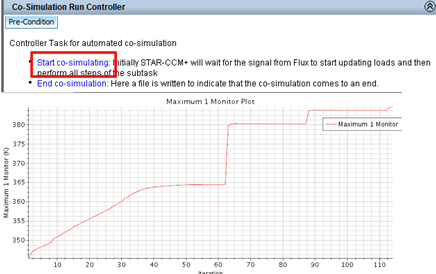 Co-Simulation Run Controller
Pre-Condition
Controller Task for automated co-simulation
Start co-simulating: Initially STAR-CCM+ will wait for the signal from Flux to start updating loads and then
perform all steps of the subtask
End co-simulation: Here a file is written to indicate that the co-simulation comes to an end.
Maximum 1 Monitor Plot
Maximum 1 Monitor
Maximum 1 Monitor (K)
380
375
370
365
360
355
350
10 20 30 40 50 60 70 80 90 100 110
Iteration